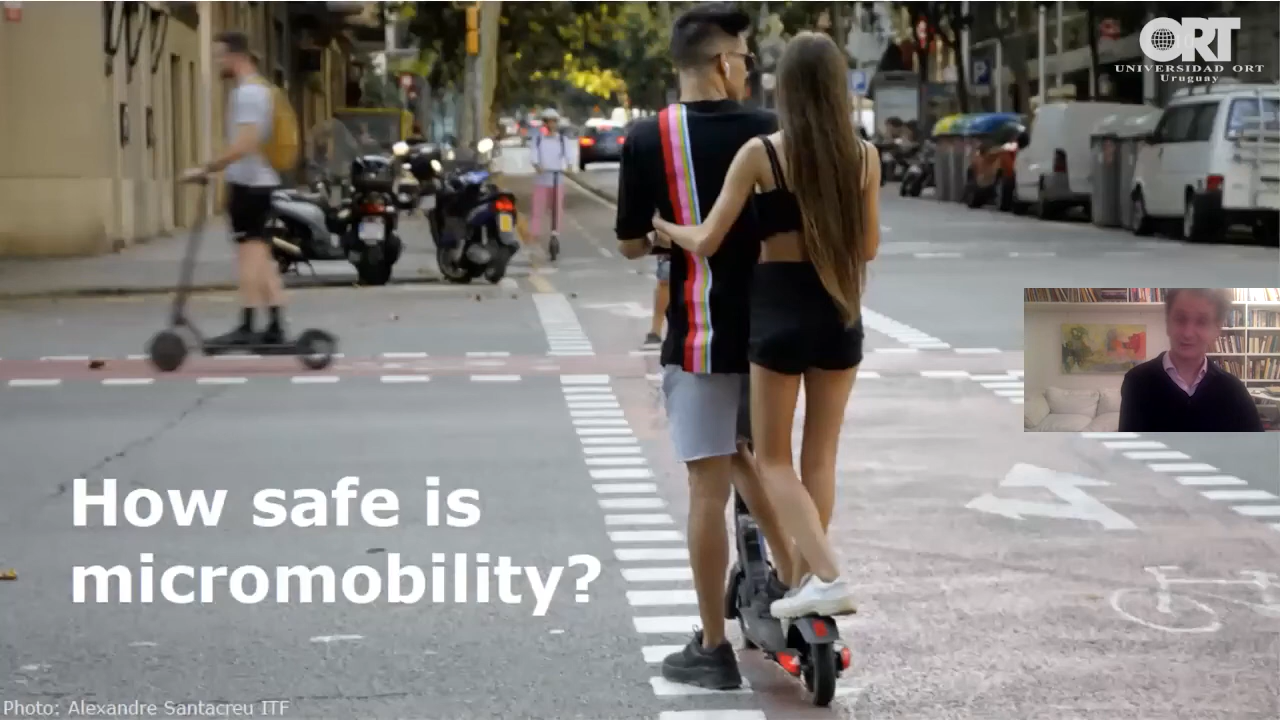 ORT
UNIVERSIDAD ORT
Uruguay
How safe is
micromobility?
Photo: Alexandre Santacreu ITF